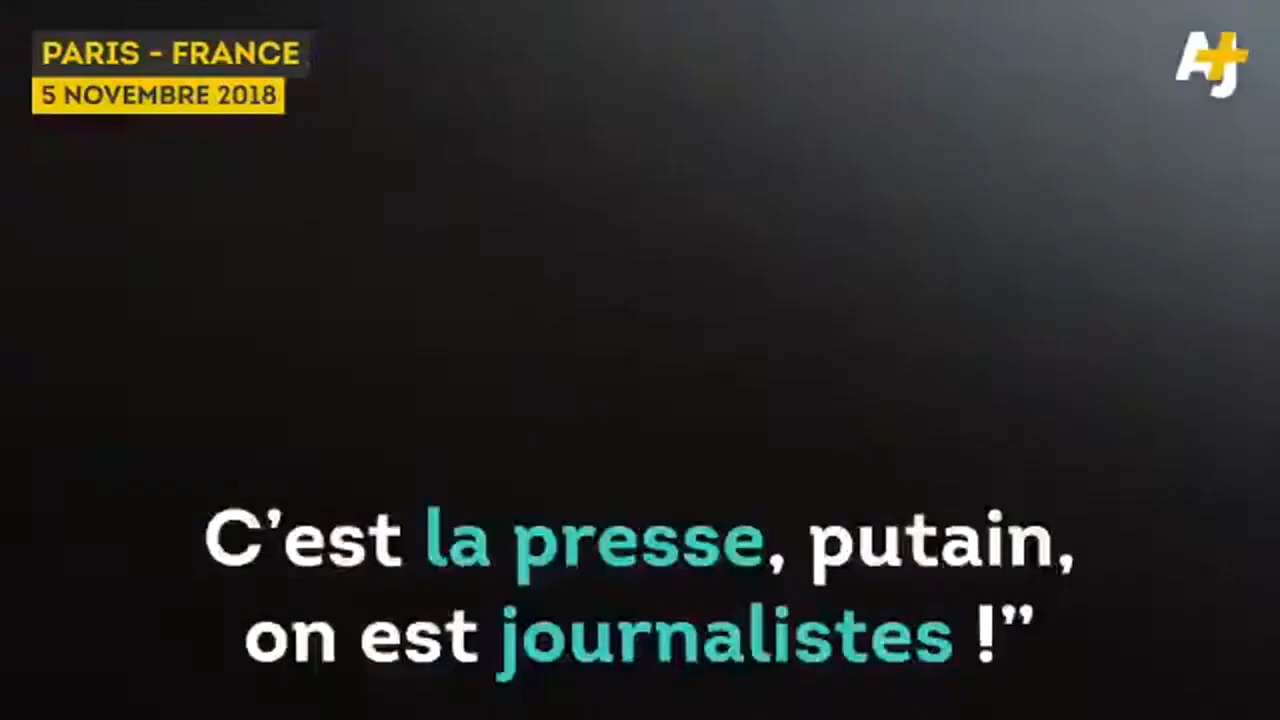 PARIS - FRANCE
5 NOVEMBRE 2018
AJ+
C’est la presse, putain,
on est journalistes !”